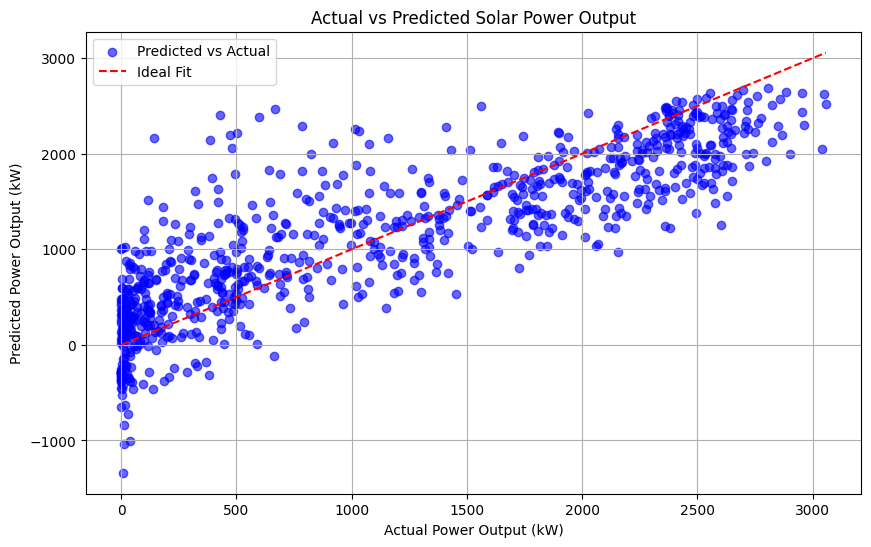 Actual vs Predicted Solar Power Output
Predicted vs Actual
Ideal Fit
Predicted Power Output (kW)
3000
2000
1000
0
−1000
0
500
1000
1500
2000
2500
3000
Actual Power Output (kW)